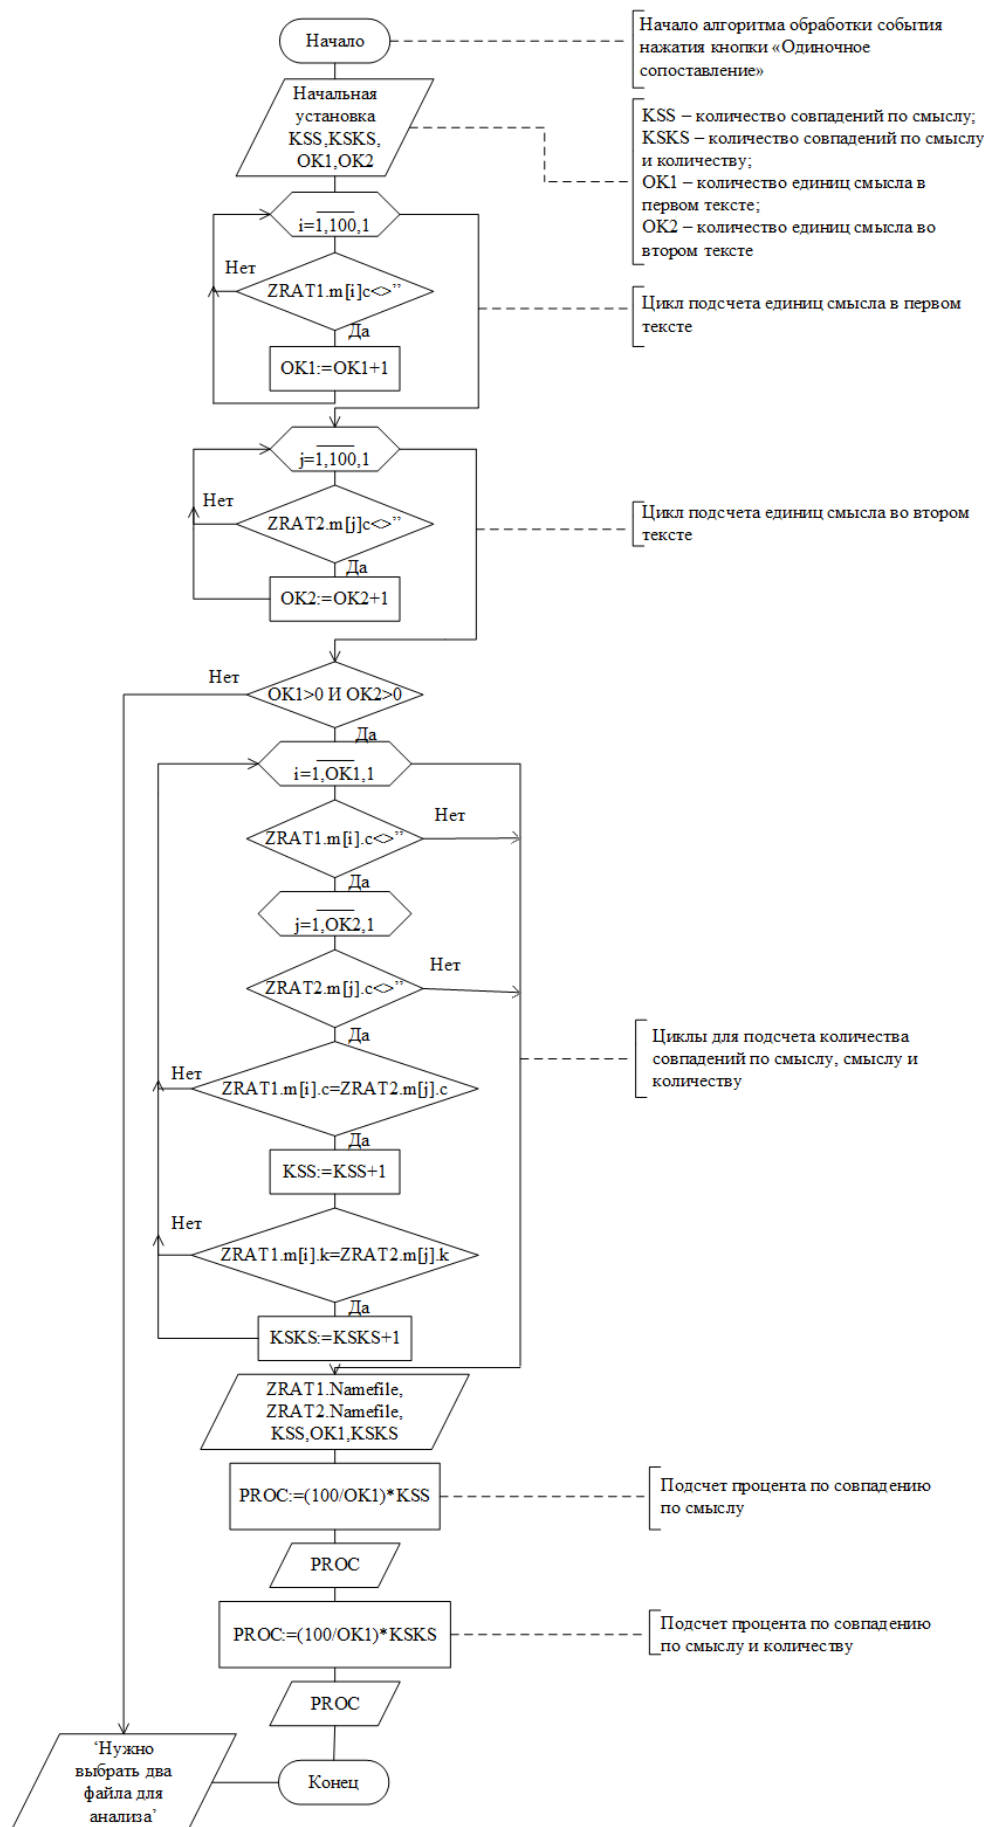 Начало
Начало алгоритма обработки события
нажатия кнопки «Одиночное
сопоставление»
Начальная
установка
KSS,KSKS,
OK1,OK2
KSS – количество совпадений по смыслу;
KSKS – количество совпадений по смыслу
и количеству;
OK1 – количество единиц смысла в
первом тексте;
OK2 – количество единиц смысла во
втором тексте
i=1,100,1
Нет
ZRAT1.m[i]c<>”
Да
OK1:=OK1+1
Цикл подсчета единиц смысла в первом
тексте
j=1,100,1
Нет
ZRAT2.m[j]c<>”
Да
OK2:=OK2+1
Цикл подсчета единиц смысла во втором
тексте
Нет
OK1>0 И OK2>0
Да
i=1,OK1,1
Нет
ZRAT1.m[i].c<>”
Да
j=1,OK2,1
Нет
ZRAT2.m[j].c<>”
Да
Нет
ZRAT1.m[i].c=ZRAT2.m[j].c
Да
KSS:=KSS+1
Циклы для подсчета количества
совпадений по смыслу, смыслу и
количеству
Нет
ZRAT1.m[i].k=ZRAT2.m[j].k
Да
KSKS:=KSKS+1
ZRAT1.Namefile,
ZRAT2.Namefile,
KSS,OK1,KSKS
PROC:=(100/OK1)*KSS
Подсчет процента по совпадению
по смыслу
PROC
PROC:=(100/OK1)*KSKS
Подсчет процента по совпадению
по смыслу и количеству
PROC
‘Нужно
выбрать два
файла для
анализа’
Конец